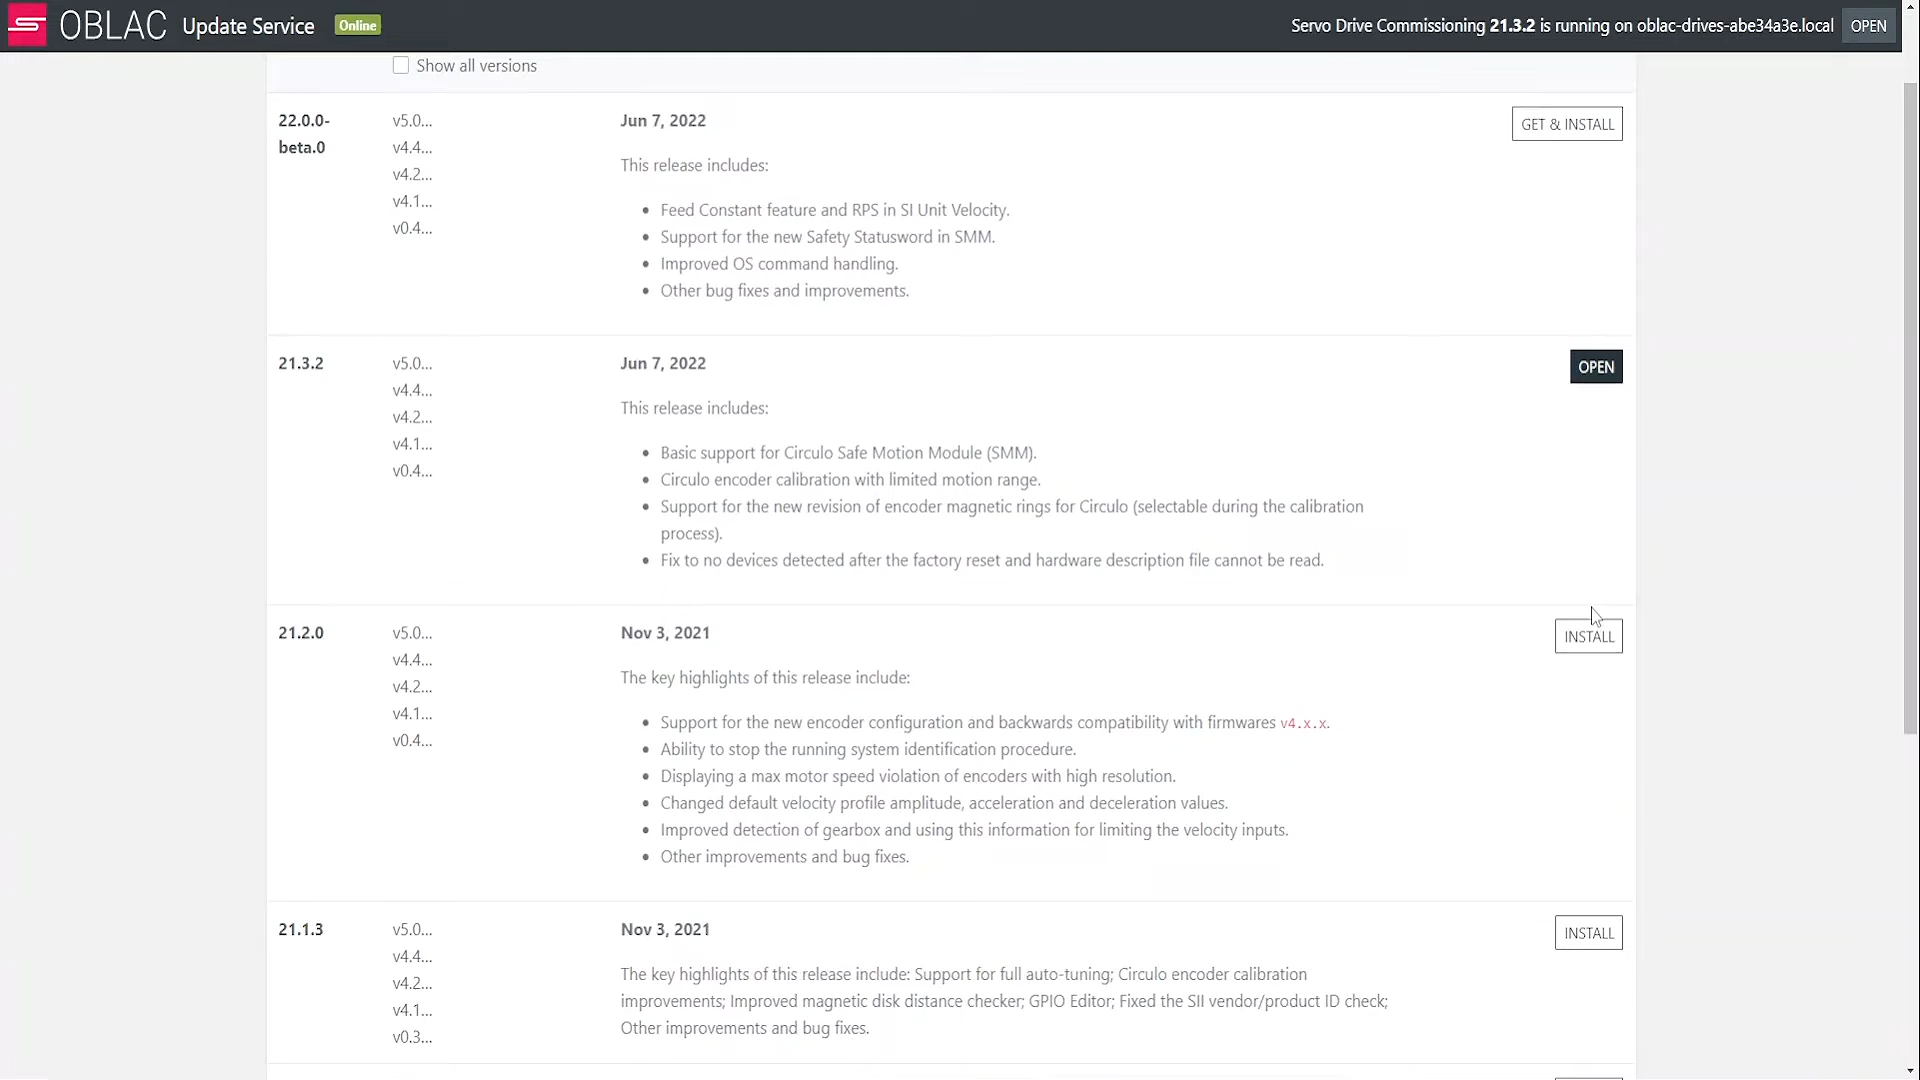 OBLAC Update Service Online Servo Drive Commissioning 21.3.2 is running on oblac-drives-abe34a3e.local OPEN
Show all versions
22.0.0-
beta.0
v5.0...
v4.4...
v4.2...
v4.1...
v0.4...
Jun 7, 2022
GET & INSTALL
This release includes:
• Feed Constant feature and RPS in SI Unit Velocity.
• Support for the new Safety Statusword in SMM.
• Improved OS command handling.
• Other bug fixes and improvements.
21.3.2
v5.0...
v4.4...
v4.2...
v4.1...
v0.4...
Jun 7, 2022
OPEN
This release includes:
• Basic support for Circulo Safe Motion Module (SMM).
• Circulo encoder calibration with limited motion range.
• Support for the new revision of encoder magnetic rings for Circulo (selectable during the calibration
process).
• Fix to no devices detected after the factory reset and hardware description file cannot be read.
21.2.0
v5.0...
v4.4...
v4.2...
v4.1...
v0.4...
Nov 3, 2021
INSTALL
The key highlights of this release include:
• Support for the new encoder configuration and backwards compatibility with firmwares v4.x.x.
• Ability to stop the running system identification procedure.
• Displaying a max motor speed violation of encoders with high resolution.
• Changed default velocity profile amplitude, acceleration and deceleration values.
• Improved detection of gearbox and using this information for limiting the velocity inputs.
• Other improvements and bug fixes.
21.1.3
v5.0...
v4.4...
v4.2...
v4.1...
v0.3...
Nov 3, 2021
INSTALL
The key highlights of this release include: Support for full auto-tuning; Circulo encoder calibration
improvements; Improved magnetic disk distance checker; GPIO Editor; Fixed the SII vendor/product ID check;
Other improvements and bug fixes.